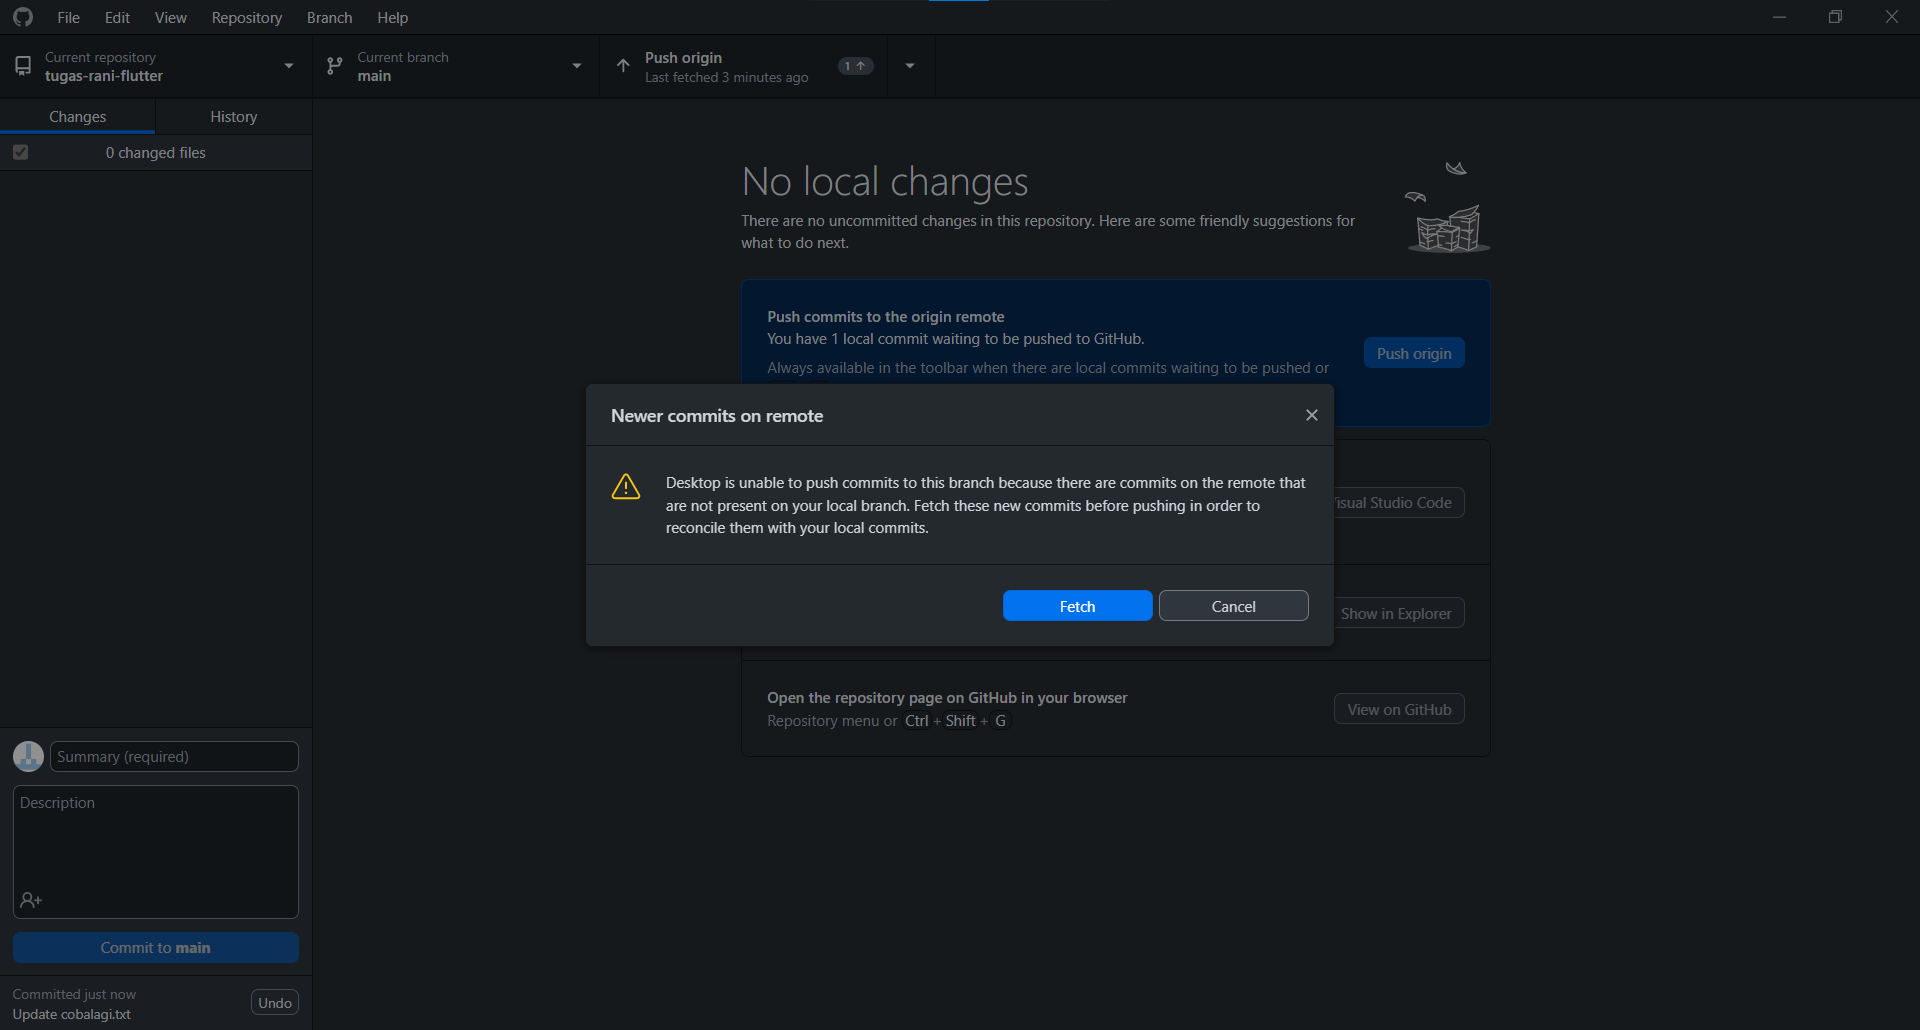 File Edit View Repository Branch Help
Current repository
tugas-rani-flutter
Current branch
main
Push origin
Last fetched 3 minutes ago
1
Changes History
0 changed files
No local changes
There are no uncommitted changes in this repository. Here are some friendly suggestions for
what to do next.
Push commits to the origin remote
You have 1 local commit waiting to be pushed to GitHub.
Always available in the toolbar when there are local commits waiting to be pushed or
Push origin
Newer commits on remote
Desktop is unable to push commits to this branch because there are commits on the remote that
are not present on your local branch. Fetch these new commits before pushing in order to
reconcile them with your local commits.
Fetch Cancel
isual Studio Code
Show in Explorer
Open the repository page on GitHub in your browser
Repository menu or Ctrl + Shift + G
View on GitHub
Summary (required)
Description
Commit to main
Committed just now
Update cobalagi.txt
Undo